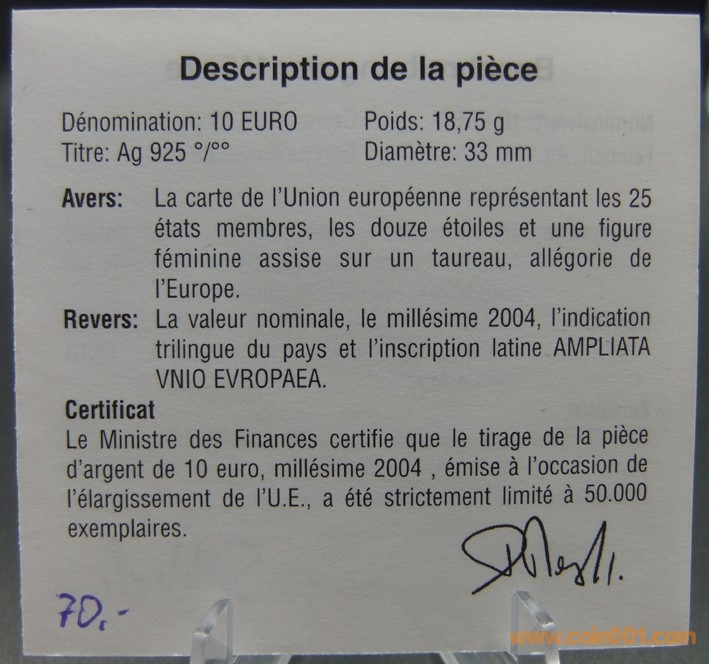 Description de la pièce
Dénomination: 10 EURO Poids: 18,75 g
Titre: Ag 925 °/°° Diamètre: 33 mm
Avers: La carte de l'Union européenne représentant les 25
états membres, les douze étoiles et une figure
féminine assise sur un taureau, allégorie de
l'Europe.
Revers: La valeur nominale, le millésime 2004, l'indication
trilingue du pays et l'inscription latine AMPLIATA
VNIO EVROPAEA.
Certificat
Le Ministre des Finances certifie que le tirage de la pièce
d'argent de 10 euro, millésime 2004 , émise à l'occasion de
l'élargissement de l'U.E., a été strictement limité à 50.000
exemplaires.
70.-
www.coin001.com